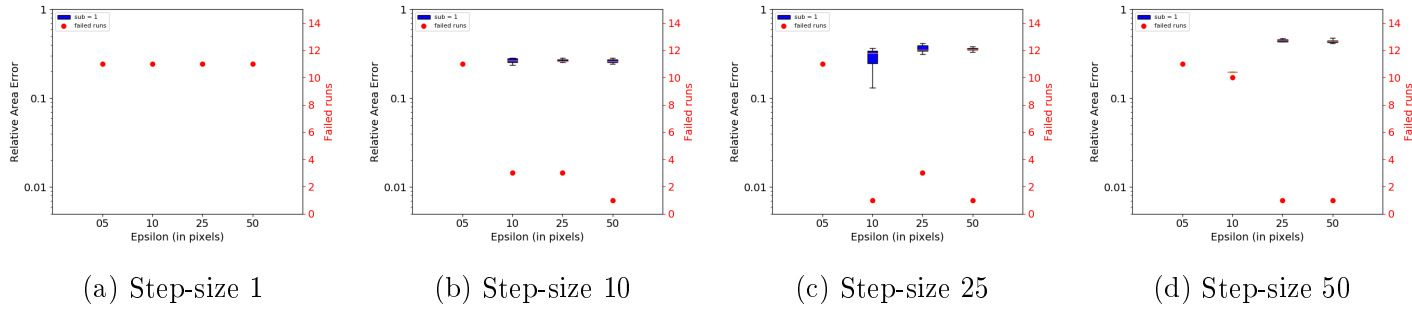 sub = 1
failed runs
1
0.1
0.01
Relative Area Error
14
12
10
8
6
4
2
0
Failed runs
05 10 25 50
Epsilon (in pixels)
(a) Step-size 1
sub = 1
failed runs
1
0.1
0.01
Relative Area Error
14
12
10
8
6
4
2
0
Failed runs
05 10 25 50
Epsilon (in pixels)
(b) Step-size 10
sub = 1
failed runs
1
0.1
0.01
Relative Area Error
14
12
10
8
6
4
2
0
Failed runs
05 10 25 50
Epsilon (in pixels)
(c) Step-size 25
sub = 1
failed runs
1
0.1
0.01
Relative Area Error
14
12
10
8
6
4
2
0
Failed runs
05 10 25 50
Epsilon (in pixels)
(d) Step-size 50